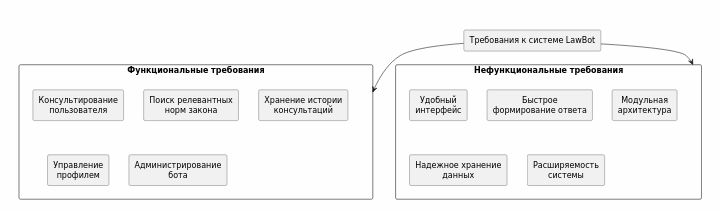 Требования к системе LawBot
Функциональные требования
Консультирование
пользователя
Поиск релевантных
норм закона
Хранение истории
консультаций
Управление
профилем
Администрирование
бота
Нефункциональные требования
Удобный
интерфейс
Быстрое
формирование ответа
Модульная
архитектура
Надежное хранение
данных
Расширяемость
системы